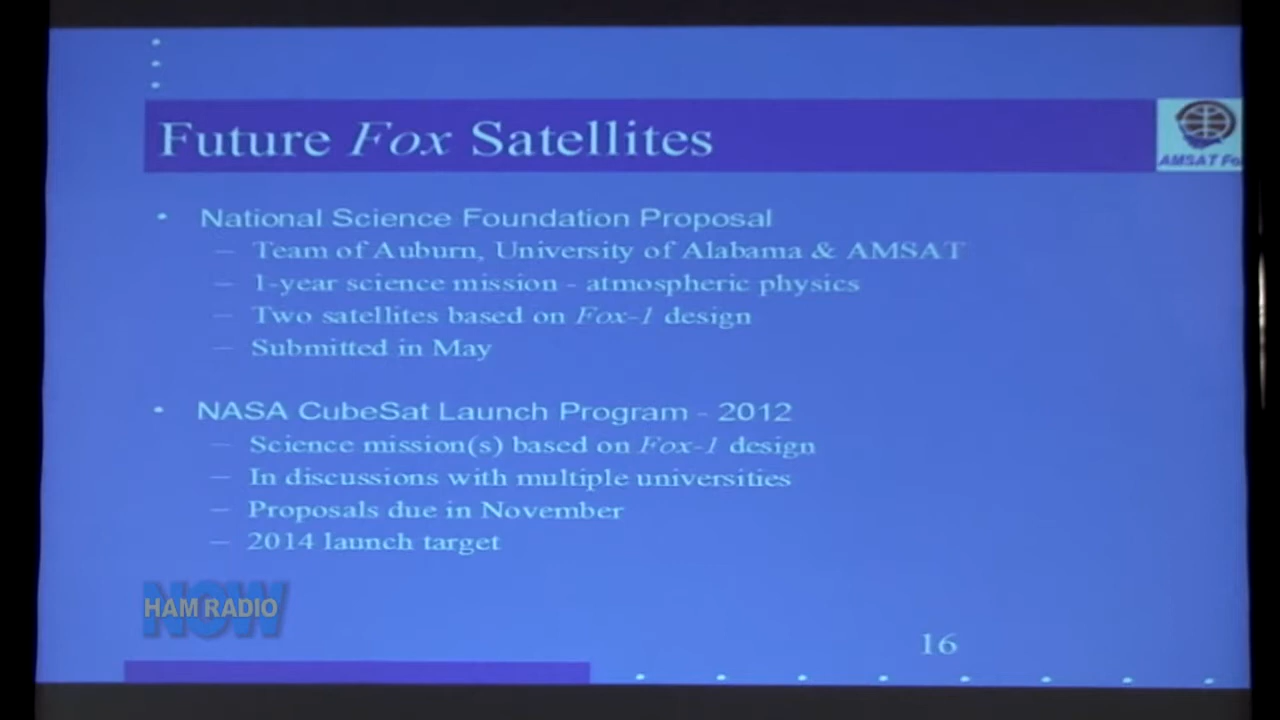 Future Fox Satellites
AMSAT Fo
• National Science Foundation Proposal
– Team of Auburn, University of Alabama & AMSAT
– 1-year science mission - atmospheric physics
– Two satellites based on Fox-1 design
– Submitted in May
• NASA CubeSat Launch Program - 2012
– Science mission(s) based on Fox-1 design
– In discussions with multiple universities
– Proposals due in November
– 2014 launch target
NOW
HAM RADIO
16